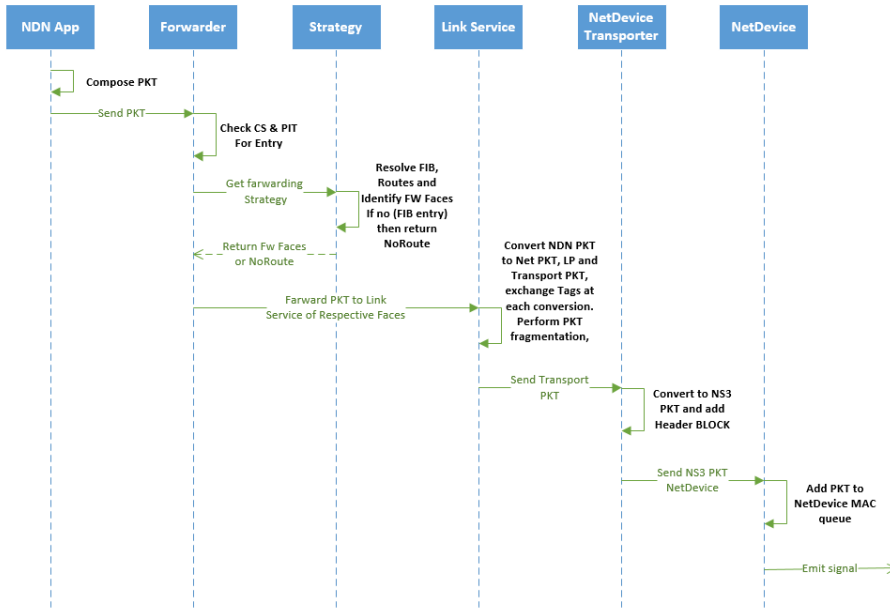 NDN App
Forwarder
Strategy
Link Service
NetDevice
Transporter
NetDevice
Compose PKT
Send PKT
Check CS & PIT
For Entry
Get farwarding
Strategy
Resolve FIB,
Routes and
Identify FW Faces
If no (FIB entry)
then return
NoRoute
Return Fw Faces
or NoRoute
Convert NDN PKT
to Net PKT, LP and
Transport PKT,
exchange Tags at
each conversion.
Perform PKT
fragmentation,
Farward PKT to Link
Service of Respective Faces
Send Transport
PKT
Convert to NS3
PKT and add
Header BLOCK
Send NS3 PKT
NetDevice
Add PKT to
NetDevice MAC
queue
Emit signal